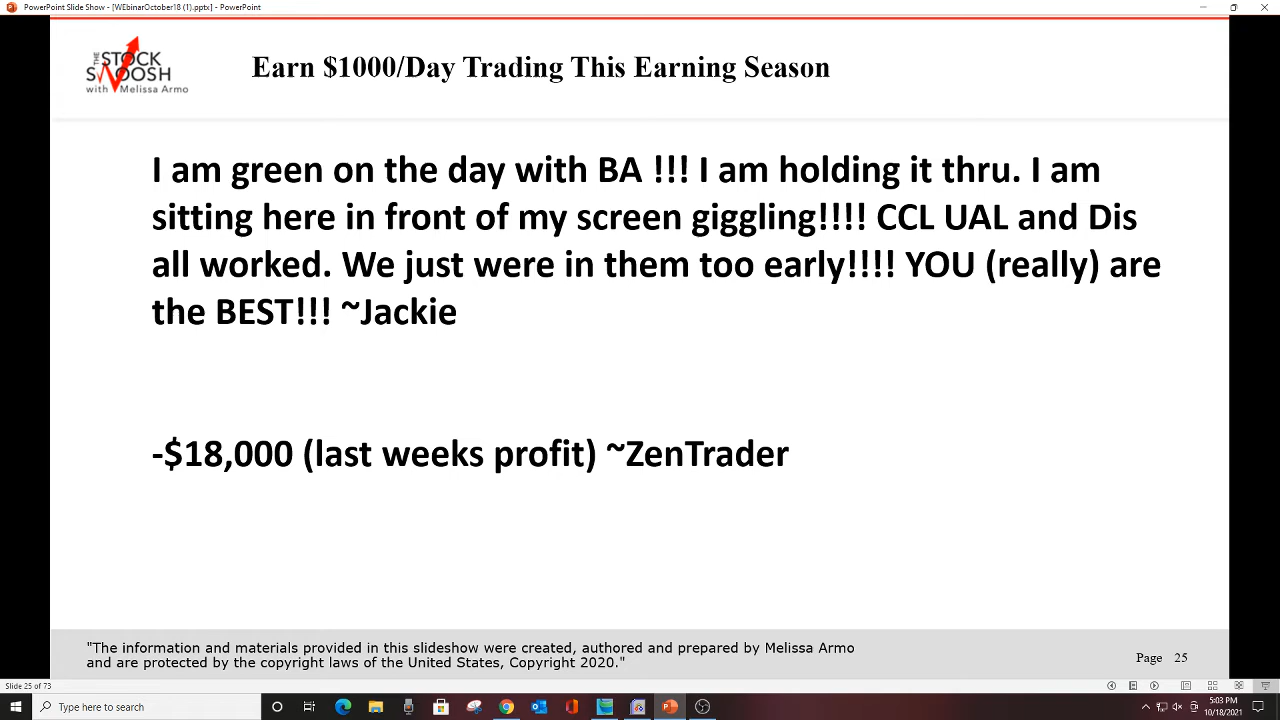 PowerPoint Slide Show - [WEbinarOctober18 (1).pptx] - PowerPoint
THE
STOCK
SWOOSH
with Melissa Armo
Earn $1000/Day Trading This Earning Season
I am green on the day with BA !!! I am holding it thru. I am
sitting here in front of my screen giggling!!!! CCL UAL and Dis
all worked. We just were in them too early!!!! YOU (really) are
the BEST!!! ~Jackie
-$18,000 (last weeks profit) ~ZenTrader
"The information and materials provided in this slideshow were created, authored and prepared by Melissa Armo
and are protected by the copyright laws of the United States, Copyright 2020."
Page 25
Slide 25 of 73
Type here to search
5:03 PM
10/18/2021